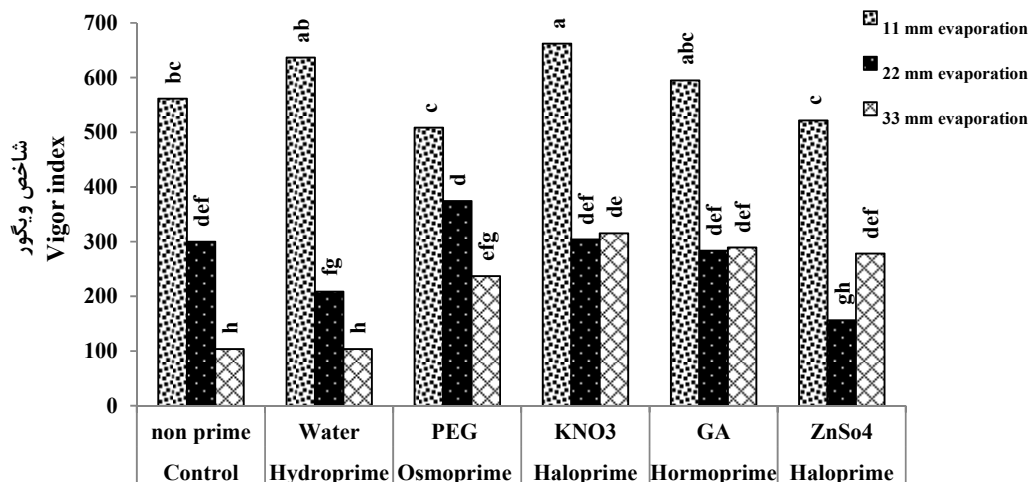 شاخص ویگور
Vigor index
700
600
500
400
300
200
100
0
bc
def
h
ab
fg
h
c
d
efg
a
def
de
abc
def
def
c
gh
def
11 mm evaporation
22 mm evaporation
33 mm evaporation
non prime Water PEG KNO3 GA ZnSo4
Control Hydroprime Osmoprime Haloprime Hormoprime Haloprime